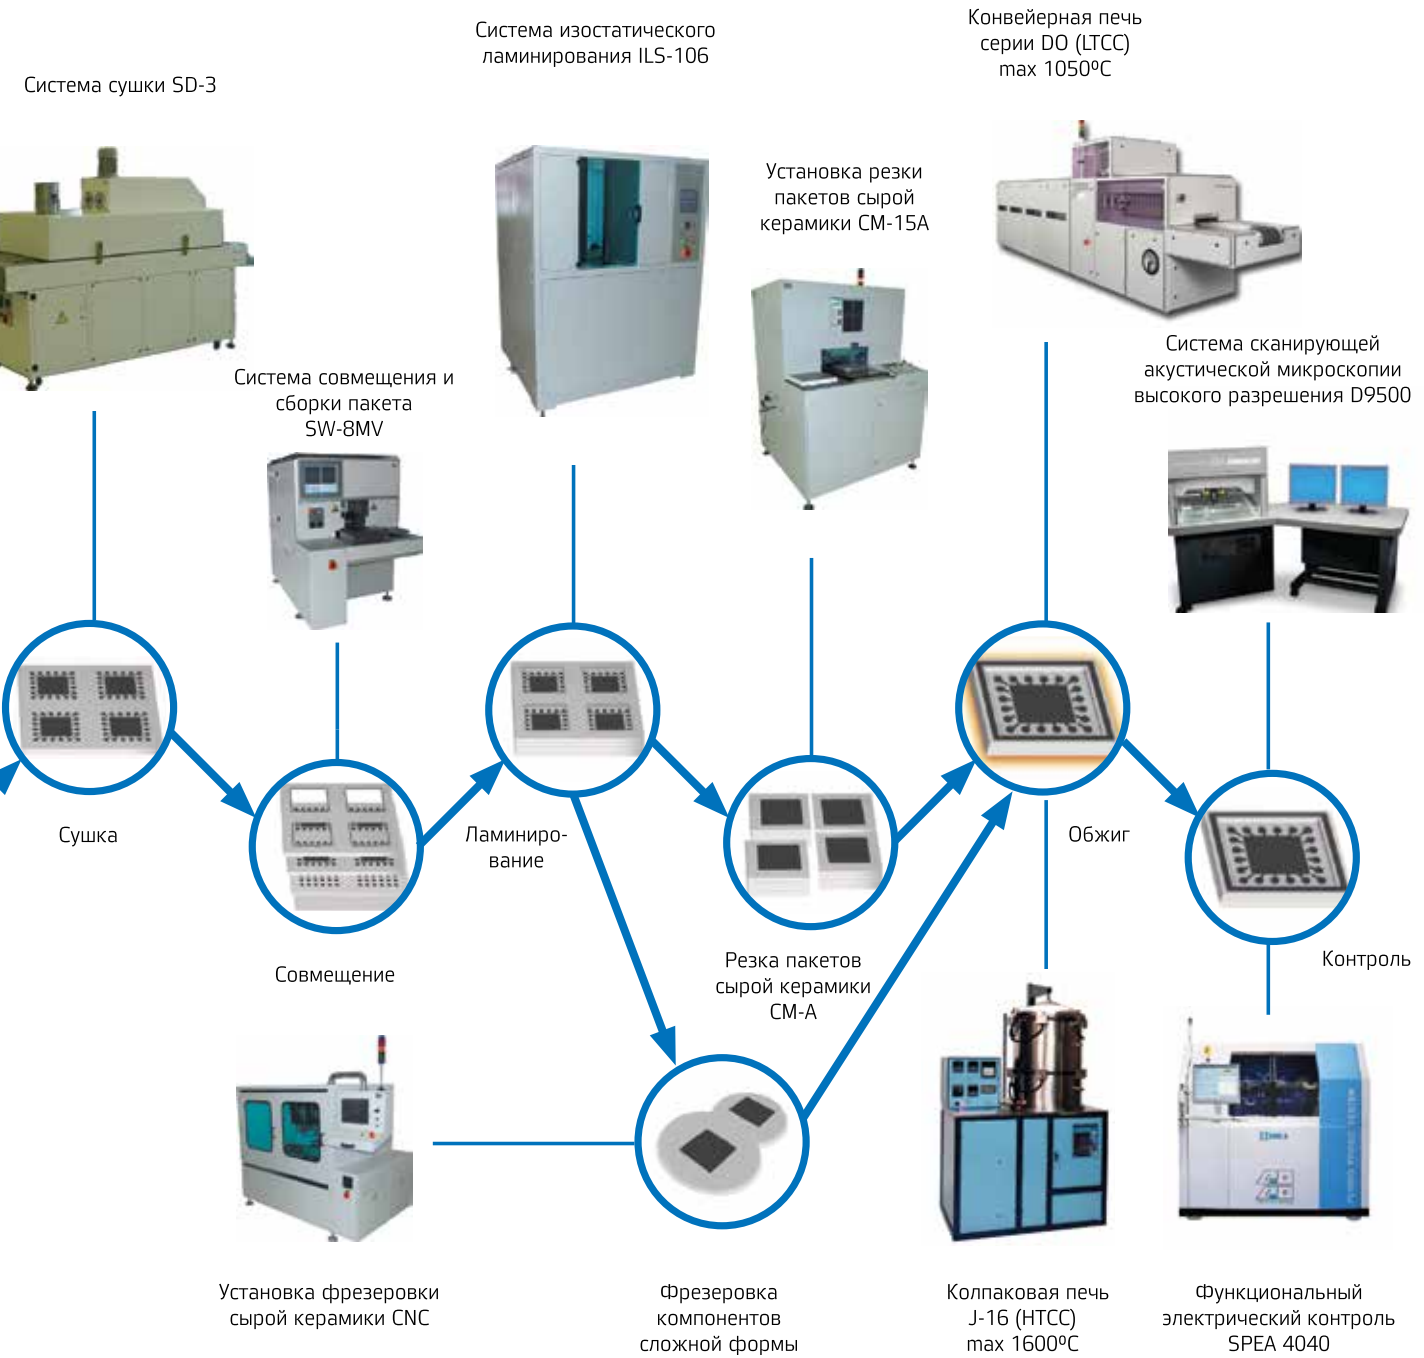 Система сушки SD-3
Система изостатического
ламинирования ILS-106
Конвейерная печь
серии DO (LTCC)
max 1050ºC
Установка резки
пакетов сырой
керамики CM-15A
Система совмещения и
сборки пакета
SW-8MV
Система сканирующей
акустической микроскопии
высокого разрешения D9500
Сушка
Совмещение
Ламиниро-
вание
Резка пакетов
сырой керамики
CM-A
Обжиг
Контроль
Установка фрезеровки
сырой керамики CNC
Фрезеровка
компонентов
сложной формы
Колпаковая печь
J-16 (HTCC)
max 1600ºC
Функциональный
электрический контроль
SPEA 4040